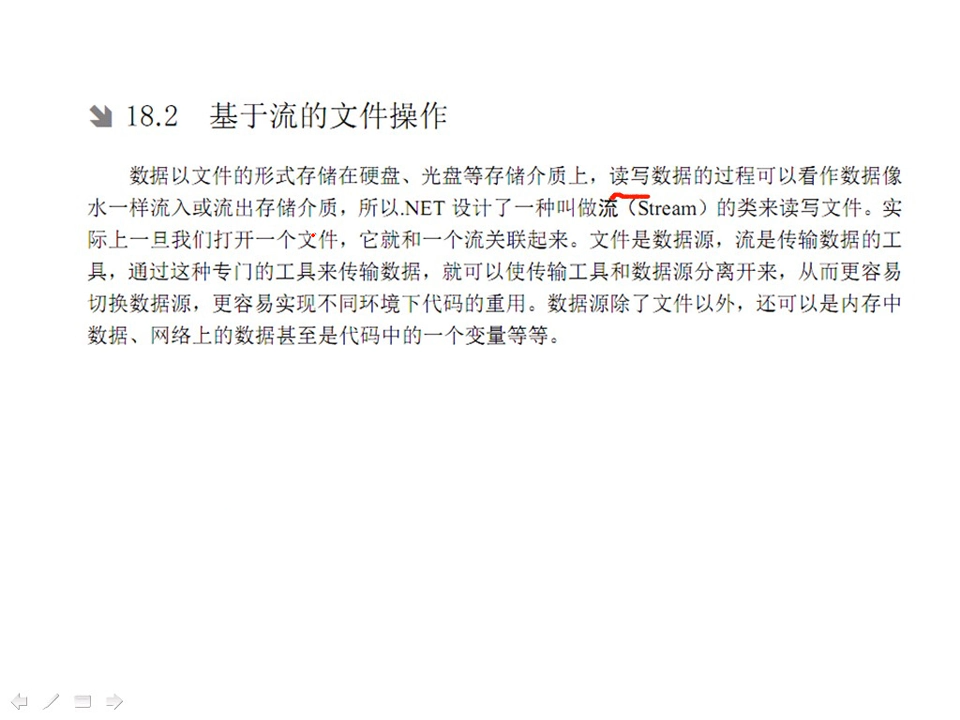 18.2 基于流的文件操作
数据以文件的形式存储在硬盘、光盘等存储介质上，读写数据的过程可以看作数据像
水一样流入或流出存储介质，所以.NET 设计了一种叫做流（Stream）的类来读写文件。实
际上一旦我们打开一个文件，它就和一个流关联起来。文件是数据源，流是传输数据的工
具，通过这种专门的工具来传输数据，就可以使传输工具和数据源分离开来，从而更容易
切换数据源，更容易实现不同环境下代码的重用。数据源除了文件以外，还可以是内存中
数据、网络上的数据甚至是代码中的一个变量等等。